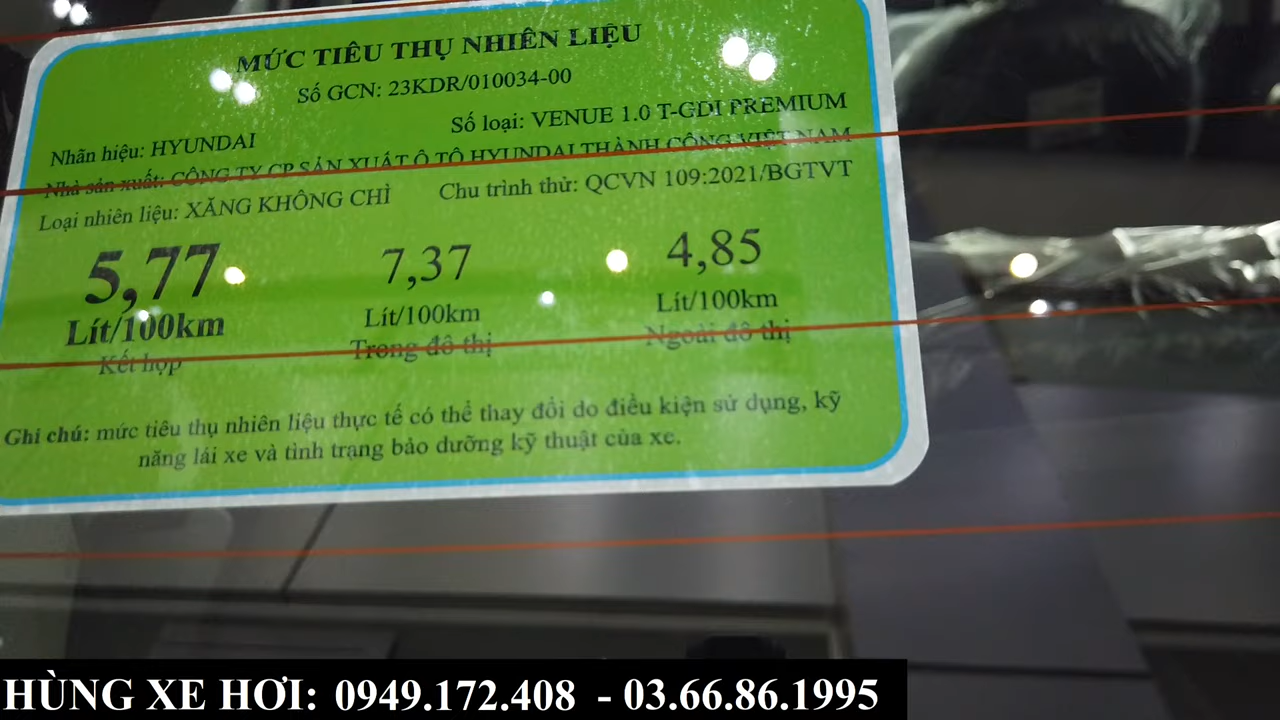 MỨC TIÊU THỤ NHIÊN LIỆU
Số GCN: 23KDR/010034-00
Nhãn hiệu: HYUNDAI Số loại: VENUE 1.0 T-GDI PREMIUM
Nhà sản xuất: CÔNG TY CP SẢN XUẤT Ô TÔ HYUNDAI THÀNH CÔNG VIỆT NAM
Loại nhiên liệu: XĂNG KHÔNG CHÌ Chu trình thử: QCVN 109:2021/BGTVT
5,77 7,37 4,85
Lít/100km Lít/100km Lít/100km
Kết hợp Trong đô thị Ngoài đô thị
Ghi chú: mức tiêu thụ nhiên liệu thực tế có thể thay đổi do điều kiện sử dụng, kỹ
năng lái xe và tình trạng bảo dưỡng kỹ thuật của xe.
HÙNG XE HƠI: 0949.172.408 - 03.66.86.1995